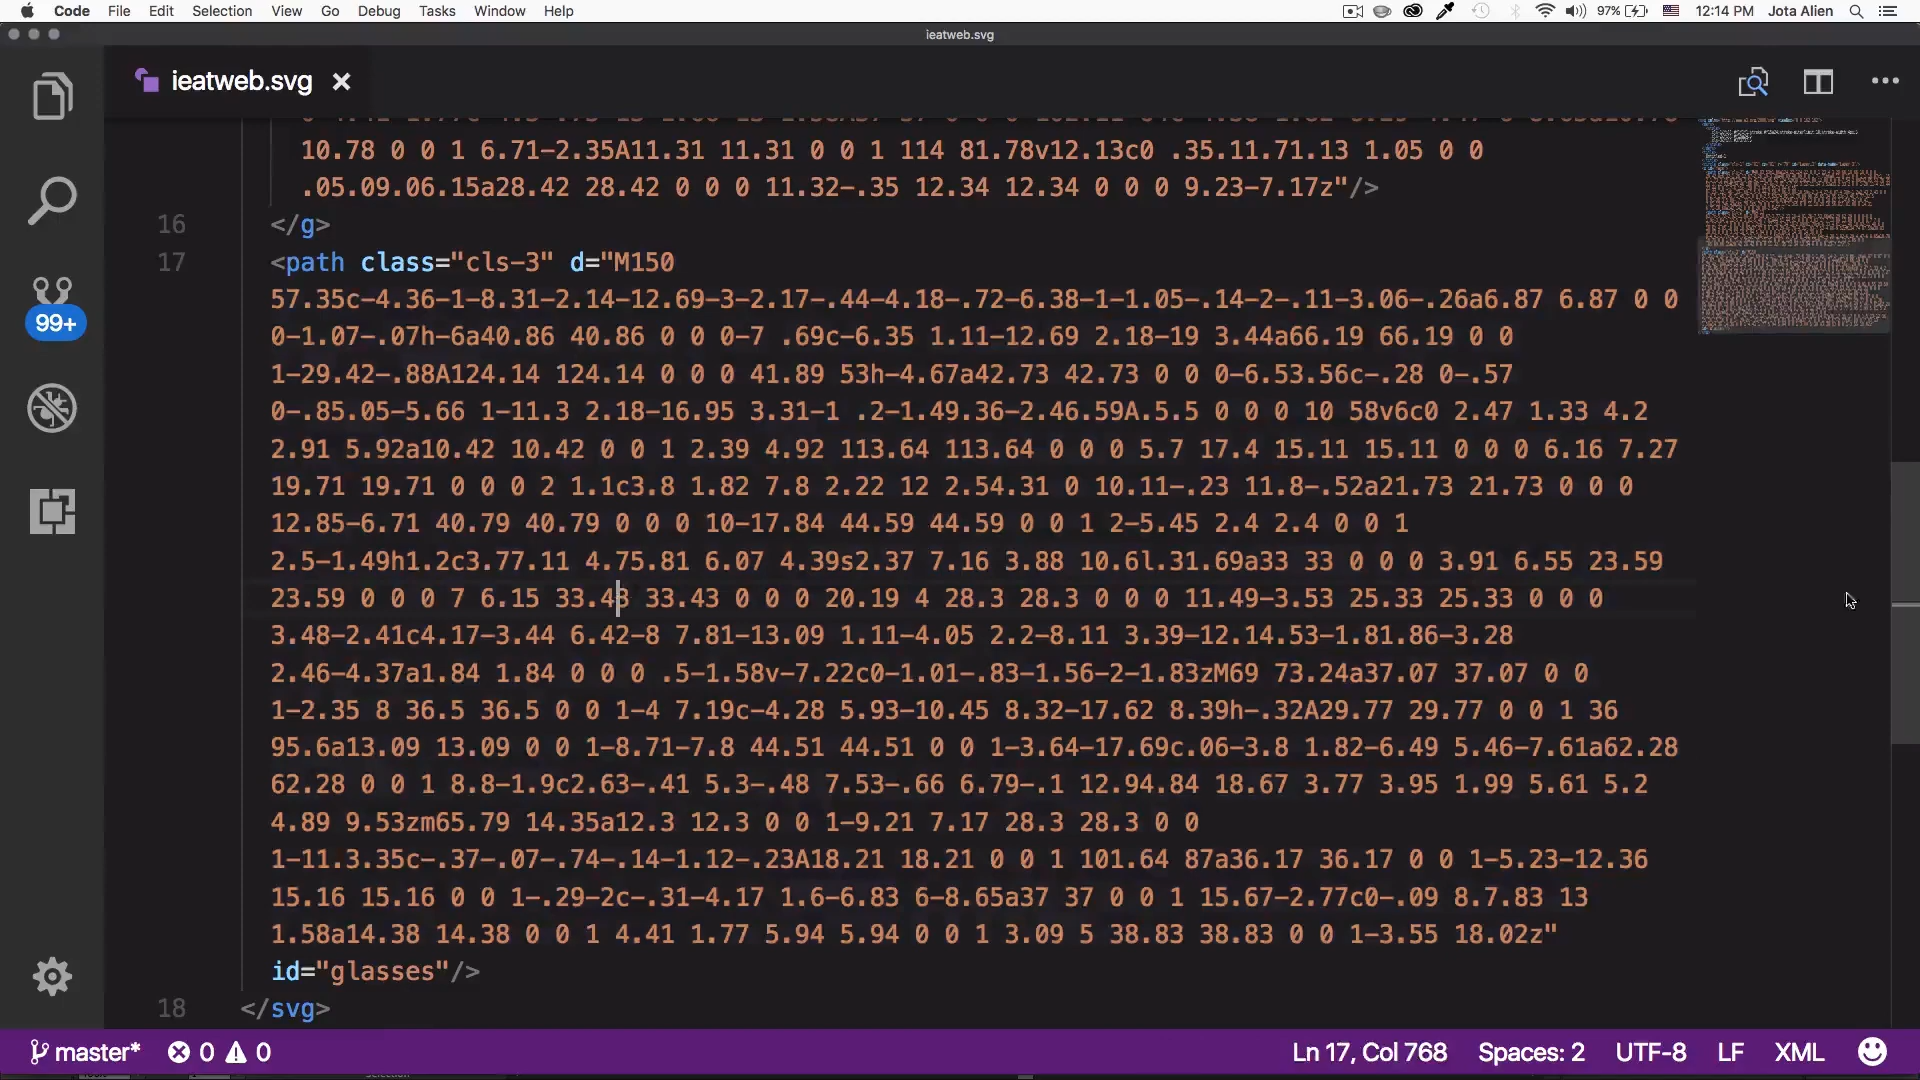 Code File Edit Selection View Go Debug Tasks Window Help 97% 12:14 PM Jota Alien
ieatweb.svg
ieatweb.svg
10.78 0 0 1 6.71-2.35A11.31 11.31 0 0 1 114 81.78v12.13c0 .35.11.71.13 1.05 0 0
.05.09.06.15a28.42 28.42 0 0 0 11.32-.35 12.34 12.34 0 0 0 9.23-7.17z"/>
16 </g>
17 <path class="cls-3" d="M150
57.35c-4.36-1-8.31-2.14-12.69-3-2.17-.44-4.18-.72-6.38-1-1.05-.14-2-.11-3.06-.26a6.87 6.87 0 0
0-1.07-.07h-6a40.86 40.86 0 0 0-7 .69c-6.35 1.11-12.69 2.18-19 3.44a66.19 66.19 0 0
1-29.42-.88A124.14 124.14 0 0 0 41.89 53h-4.67a42.73 42.73 0 0 0-6.53.56c-.28 0-.57
0-.85.05-5.66 1-11.3 2.18-16.95 3.31-1 .2-1.49.36-2.46.59A.5.5 0 0 0 10 58v6c0 2.47 1.33 4.2
2.91 5.92a10.42 10.42 0 0 1 2.39 4.92 113.64 113.64 0 0 0 5.7 17.4 15.11 15.11 0 0 0 6.16 7.27
19.71 19.71 0 0 0 2 1.1c3.8 1.82 7.8 2.22 12 2.54.31 0 10.11-.23 11.8-.52a21.73 21.73 0 0 0
12.85-6.71 40.79 40.79 0 0 0 10-17.84 44.59 44.59 0 0 1 2-5.45 2.4 2.4 0 0 1
2.5-1.49h1.2c3.77.11 4.75.81 6.07 4.39s2.37 7.16 3.88 10.6l.31.69a33 33 0 0 0 3.91 6.55 23.59
23.59 0 0 0 7 6.15 33.43 33.43 0 0 0 20.19 4 28.3 28.3 0 0 0 11.49-3.53 25.33 25.33 0 0 0
3.48-2.41c4.17-3.44 6.42-8 7.81-13.09 1.11-4.05 2.2-8.11 3.39-12.14.53-1.81.86-3.28
2.46-4.37a1.84 1.84 0 0 0 .5-1.58v-7.22c0-1.01-.83-1.56-2-1.83zM69 73.24a37.07 37.07 0 0
1-2.35 8 36.5 36.5 0 0 1-4 7.19c-4.28 5.93-10.45 8.32-17.62 8.39h-.32A29.77 29.77 0 0 1 36
95.6a13.09 13.09 0 0 1-8.71-7.8 44.51 44.51 0 0 1-3.64-17.69c.06-3.8 1.82-6.49 5.46-7.61a62.28
62.28 0 0 1 8.8-1.9c2.63-.41 5.3-.48 7.53-.66 6.79-.1 12.94.84 18.67 3.77 3.95 1.99 5.61 5.2
4.89 9.53zm65.79 14.35a12.3 12.3 0 0 1-9.21 7.17 28.3 28.3 0 0
1-11.3.35c-.37-.07-.74-.14-1.12-.23A18.21 18.21 0 0 1 101.64 87a36.17 36.17 0 0 1-5.23-12.36
15.16 15.16 0 0 1-.29-2c-.31-4.17 1.6-6.83 6-8.65a37 37 0 0 1 15.67-2.77c0-.09 8.7.83 13
1.58a14.38 14.38 0 0 1 4.41 1.77 5.94 5.94 0 0 1 3.09 5 38.83 38.83 0 0 1-3.55 18.02z"
id="glasses"/>
18 </svg>
99+
master* 0 0 Ln 17, Col 768 Spaces: 2 UTF-8 LF XML